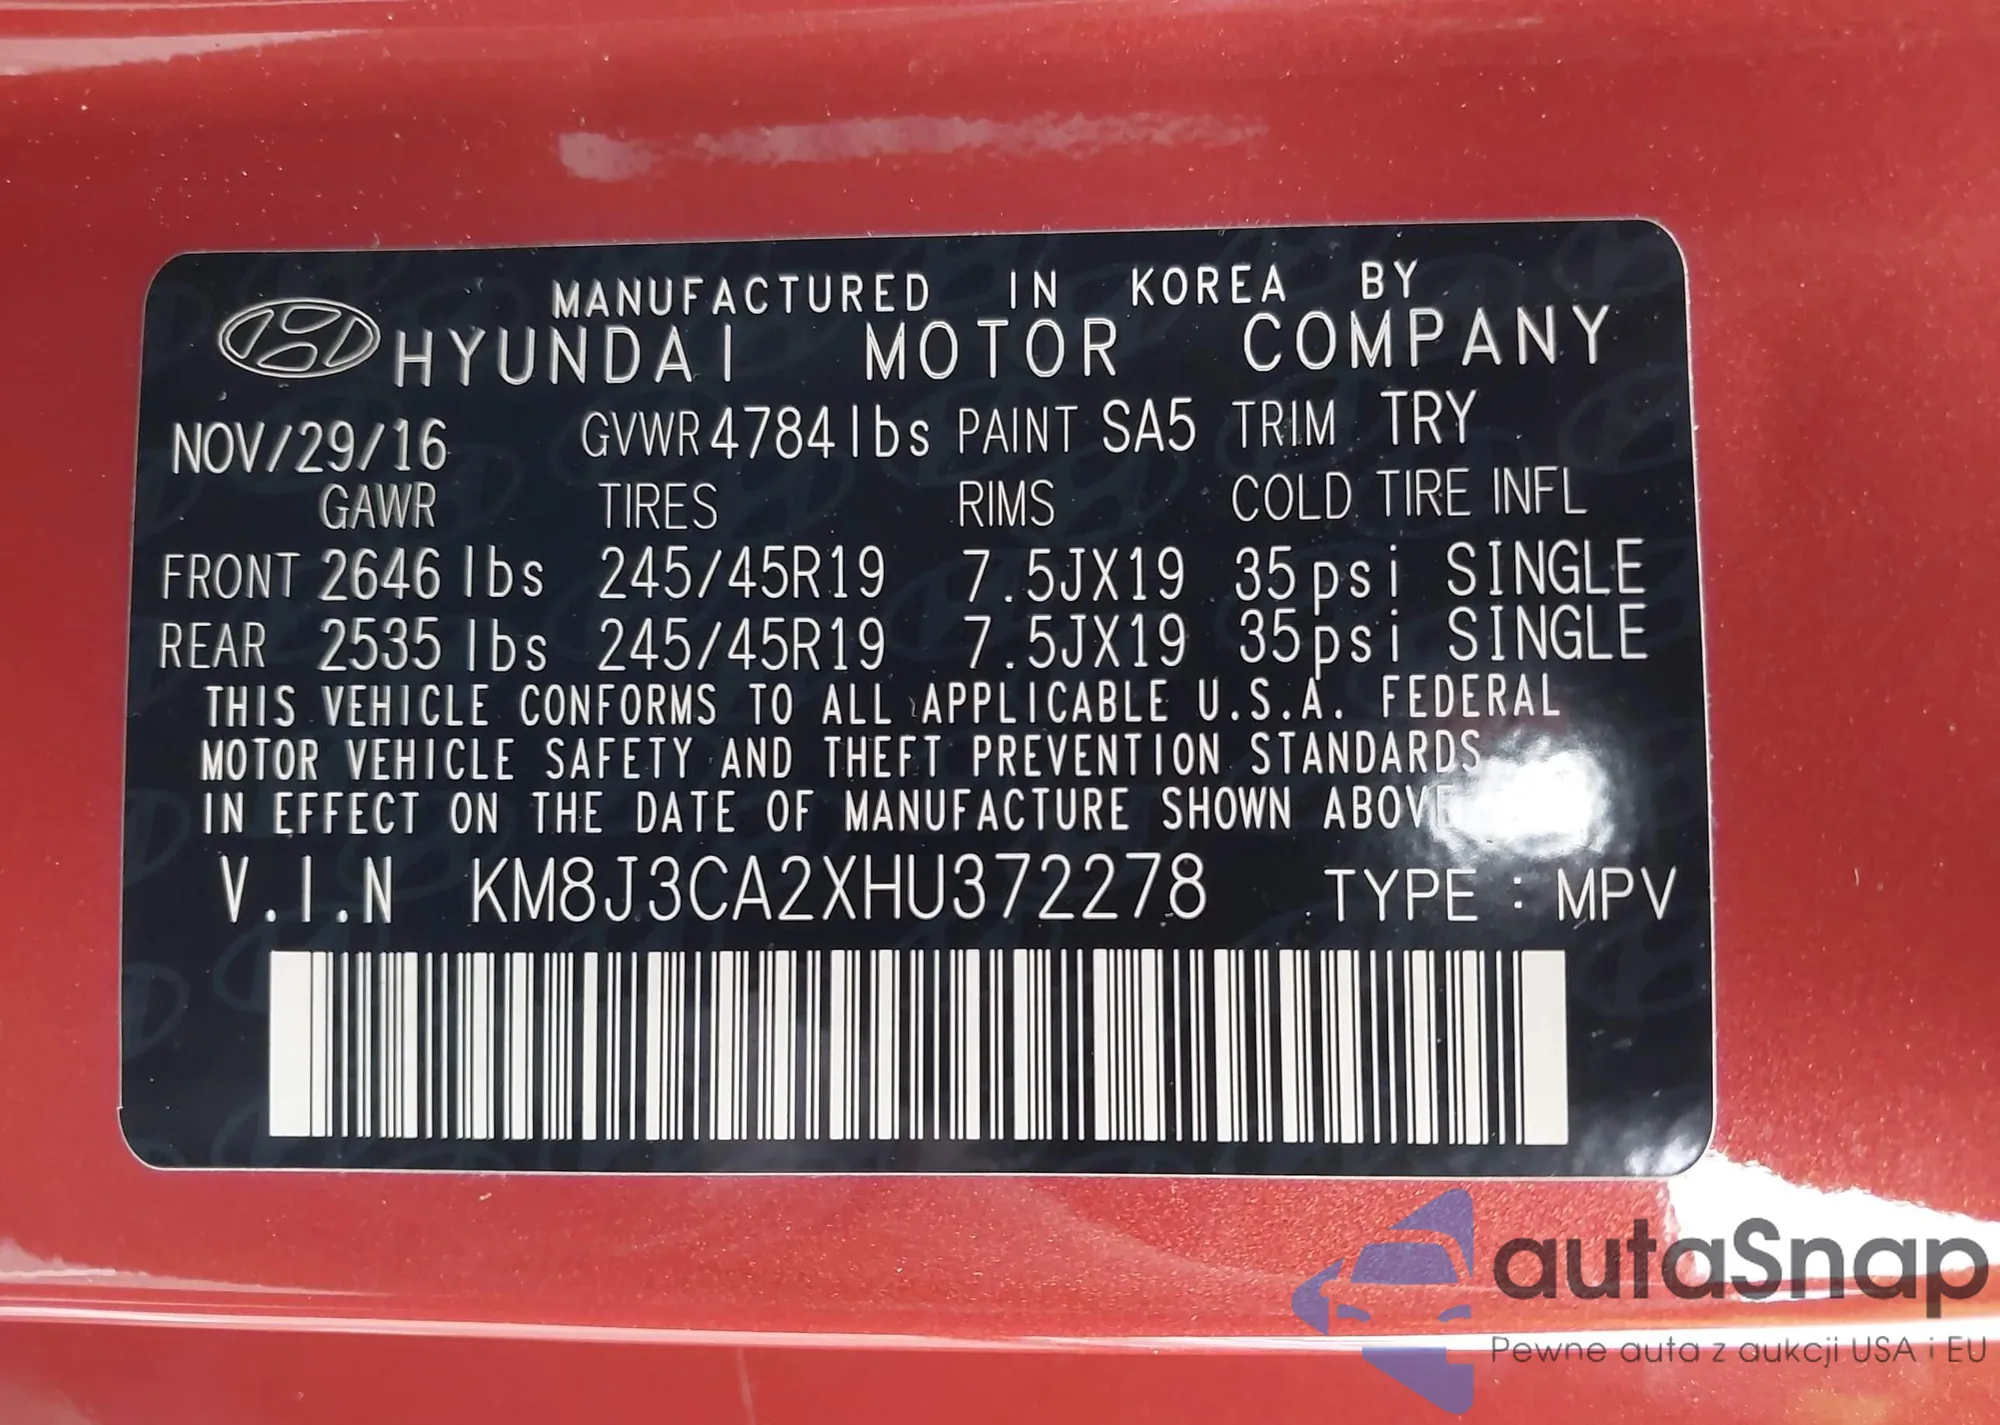 MANUFACTURED IN KOREA BY
HYUNDAI MOTOR COMPANY
NOV/29/16 GVWR 4784lbs PAINT SA5 TRIM TRY
GAWR TIRES RIMS COLD TIRE INFL
FRONT 2646 lbs 245/45R19 7.5JX19 35psi SINGLE
REAR 2535 lbs 245/45R19 7.5JX19 35psi SINGLE
THIS VEHICLE CONFORMS TO ALL APPLICABLE U.S.A. FEDERAL
MOTOR VEHICLE SAFETY AND THEFT PREVENTION STANDARDS
IN EFFECT ON THE DATE OF MANUFACTURE SHOWN ABOVE
V.I.N KM8J3CA2XHU372278 TYPE : MPV
autaSnap
Pewne auta z aukcji USA i EU